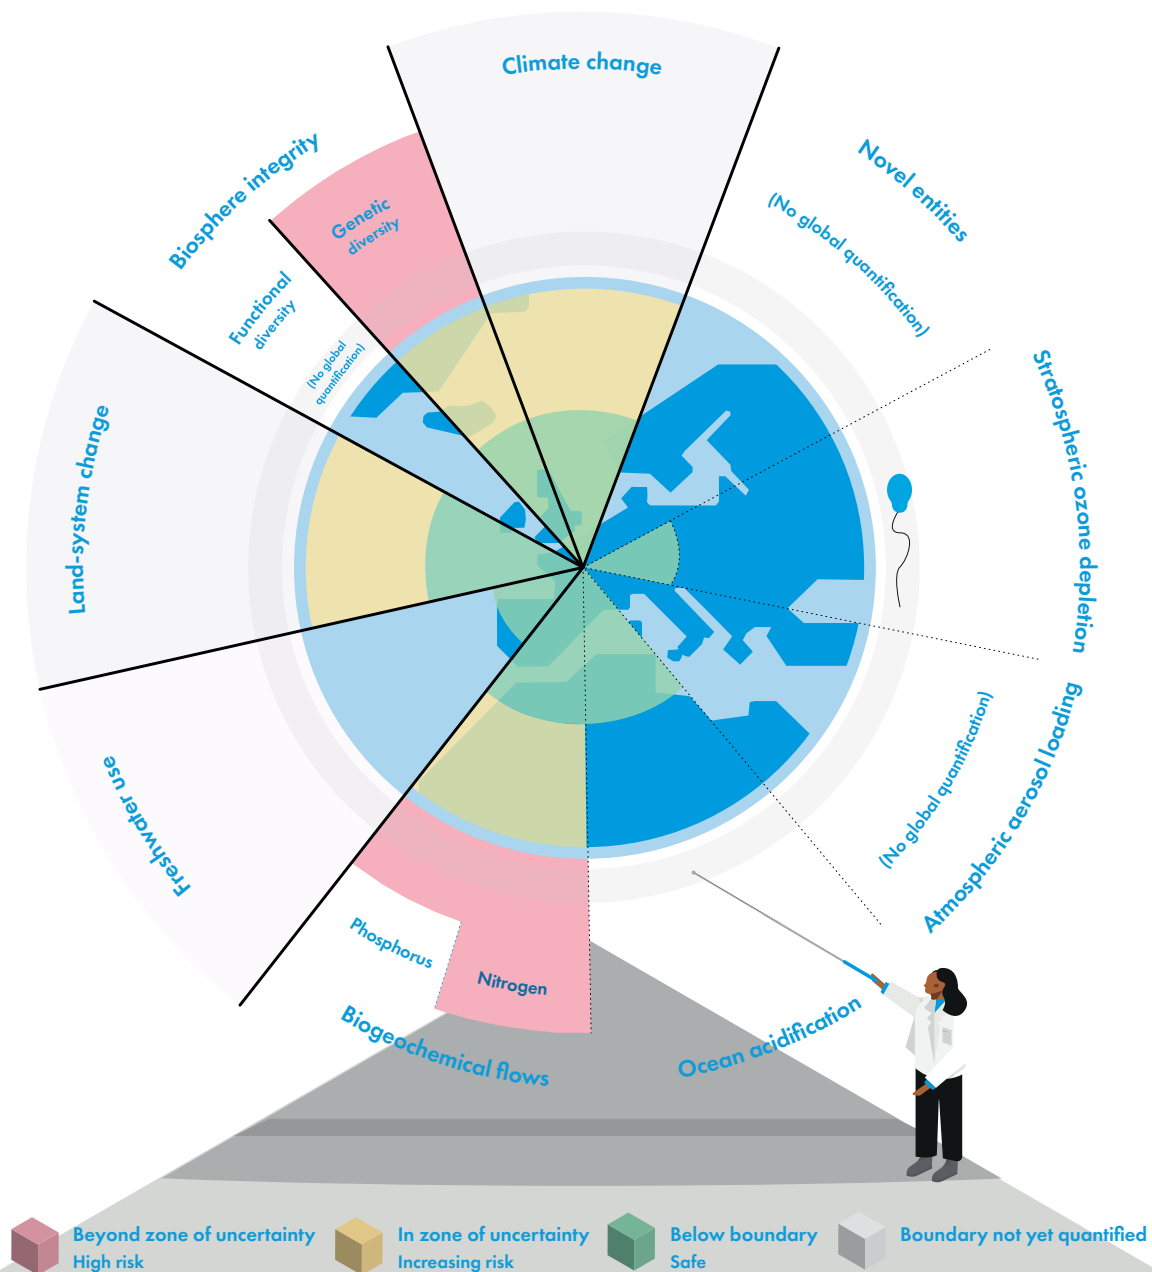 Climate change
Biosphere integrity
Genetic
diversity
Functional
diversity
(No global
quantification)
Novel entities
(No global quantification)
Stratospheric ozone depletion
Land-system change
Atmospheric aerosol loading
(No global quantification)
Freshwater use
Phosphorus
Nitrogen
Biogeochemical flows
Ocean acidification
Beyond zone of uncertainty
High risk
In zone of uncertainty
Increasing risk
Below boundary
Safe
Boundary not yet quantified